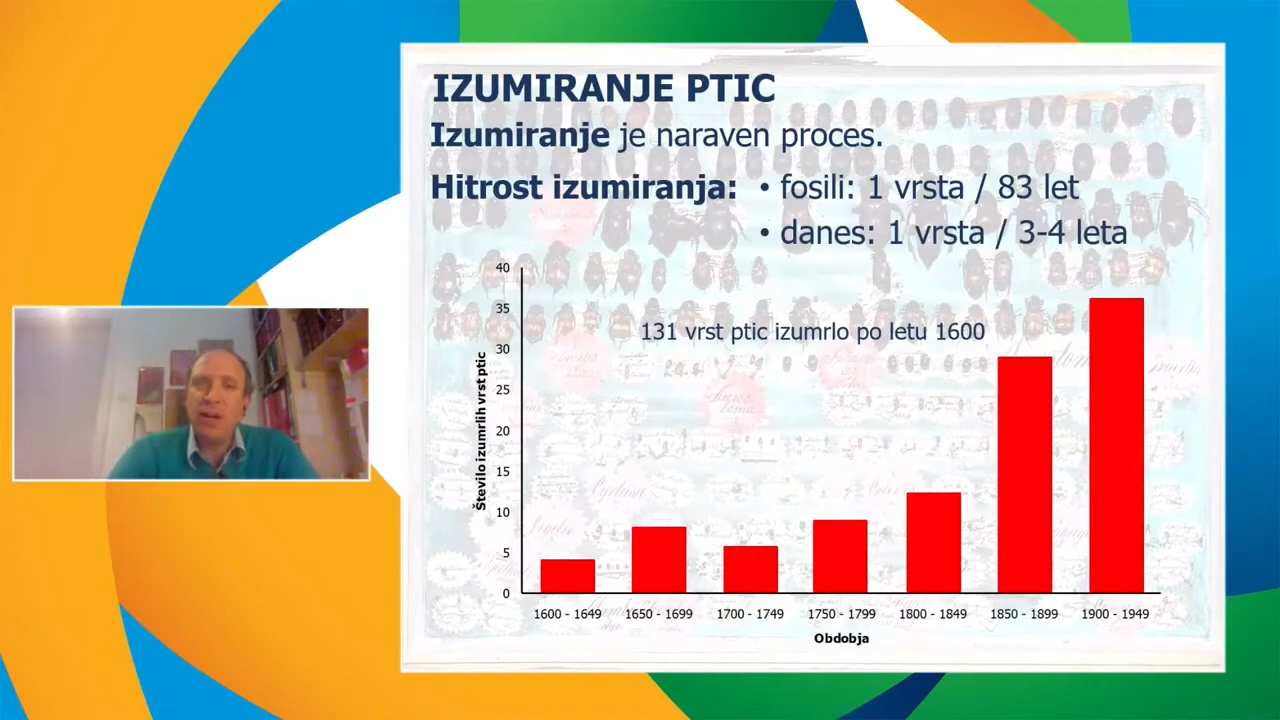 IZUMIRANJE PTIC
Izumiranje je naraven proces.
Hitrost izumiranja: • fosili: 1 vrsta / 83 let
• danes: 1 vrsta / 3-4 leta
131 vrst ptic izumrlo po letu 1600
Število izumrlih vrst ptic
40
35
30
25
20
15
10
5
0
1600 - 1649 1650 - 1699 1700 - 1749 1750 - 1799 1800 - 1849 1850 - 1899 1900 - 1949
Obdobja